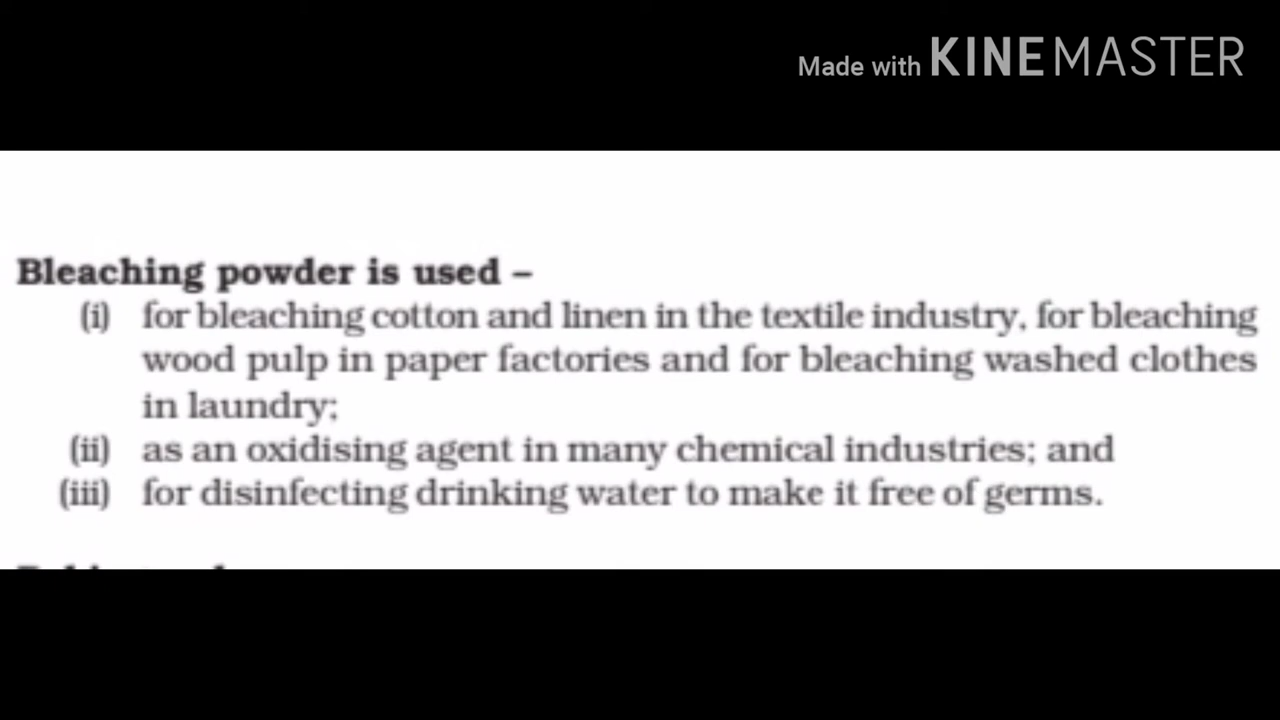 Made with KINEMASTER
Bleaching powder is used –
(i) for bleaching cotton and linen in the textile industry, for bleaching
wood pulp in paper factories and for bleaching washed clothes
in laundry;
(ii) as an oxidising agent in many chemical industries; and
(iii) for disinfecting drinking water to make it free of germs.